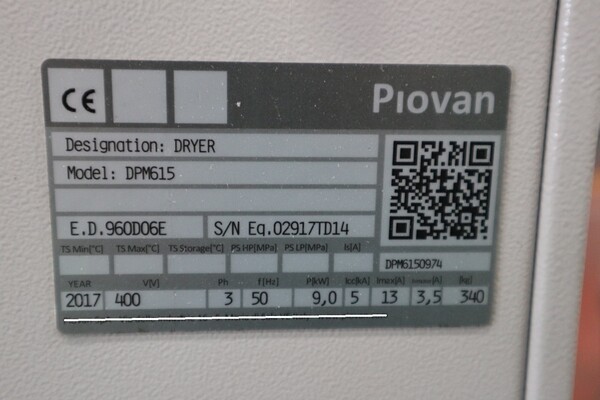 CE
Piovan
Designation: DRYER
Model: DPM615
E.D.960D06E S/N Eq.02917TD14
TS Min[°C] TS Max[°C] TS Storage[°C] PS HP[MPa] PS LP[MPa] Is[A]
DPM6150974
YEAR V[V] Ph f[Hz] P[kW] Icc[kA] Imax[A] [kg]
2017 400 3 50 9,0 5 13 3,5 340